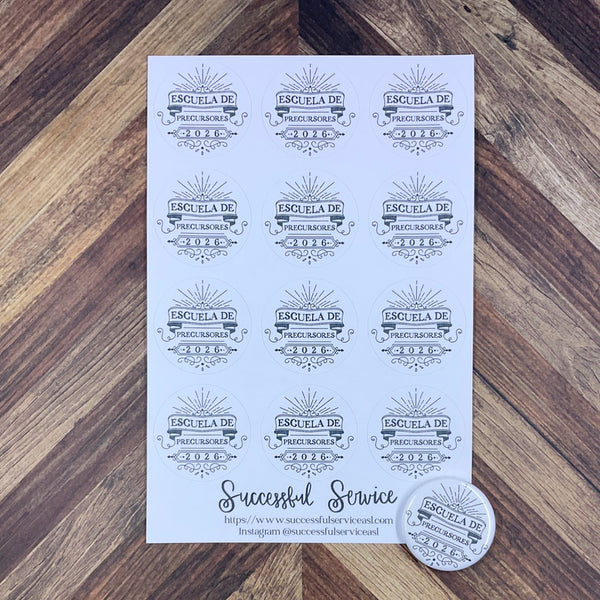 ESCUELA DE ESCUELA DE ESCUELA DE
PRECURSORES PRECURSORES PRECURSORES
2026 2026 2026
ESCUELA DE ESCUELA DE ESCUELA DE
PRECURSORES PRECURSORES PRECURSORES
2026 2026 2026
ESCUELA DE ESCUELA DE ESCUELA DE
PRECURSORES PRECURSORES PRECURSORES
2026 2026 2026
ESCUELA DE ESCUELA DE ESCUELA DE
PRECURSORES PRECURSORES PRECURSORES
2026 2026 2026
Successful Service
https://www.successfulserviceasl.com
Instagram @successfulserviceasl
ESCUELA DE
PRECURSORES
2026